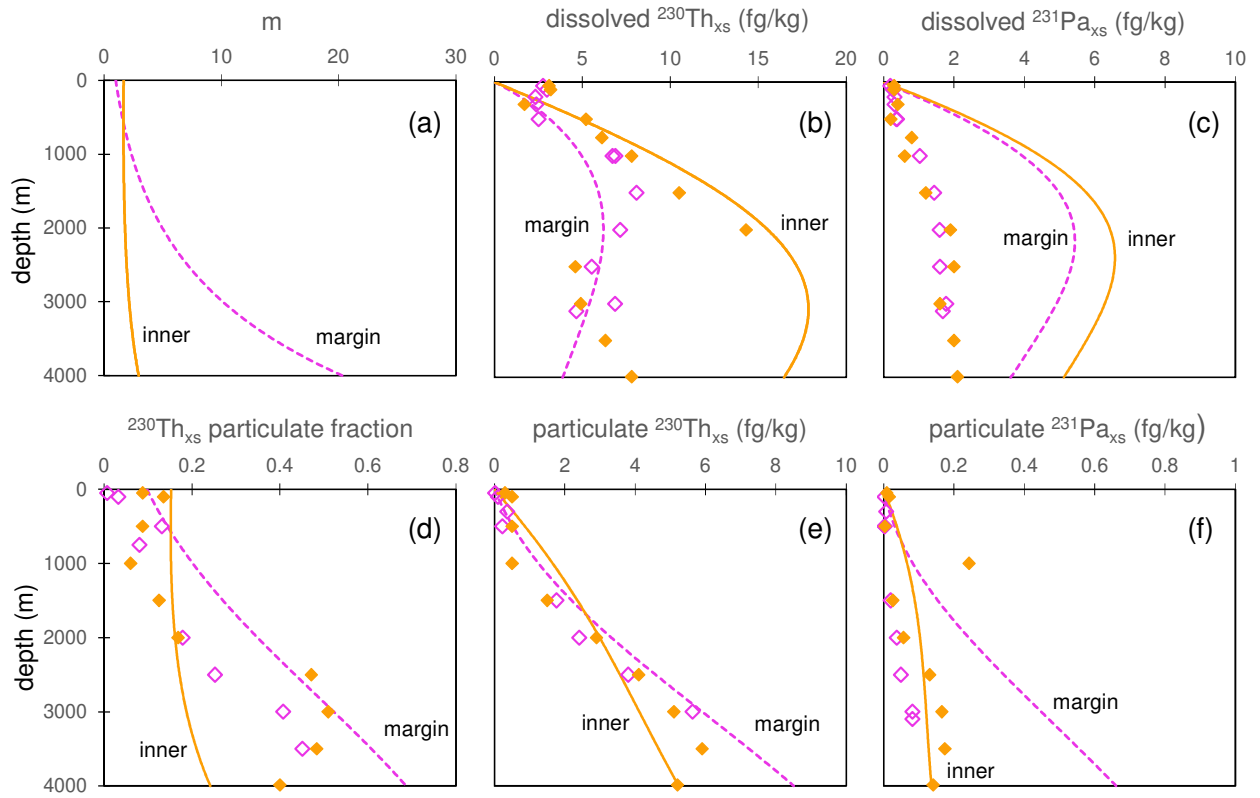 m
dissolved ²³⁰Thxs (fg/kg)
dissolved ²³¹Paxs (fg/kg)
0 10 20 30
0 5 10 15 20
0 2 4 6 8 10
0
1000
2000
3000
4000
depth (m)
(a)
inner
margin
(b)
margin
inner
(c)
margin
inner
²³⁰Thxs particulate fraction
particulate ²³⁰Thxs (fg/kg)
particulate ²³¹Paxs (fg/kg)
0 0.2 0.4 0.6 0.8
0 2 4 6 8 10
0 0.2 0.4 0.6 0.8 1
0
1000
2000
3000
4000
depth (m)
(d)
inner
margin
(e)
inner
margin
(f)
margin
inner